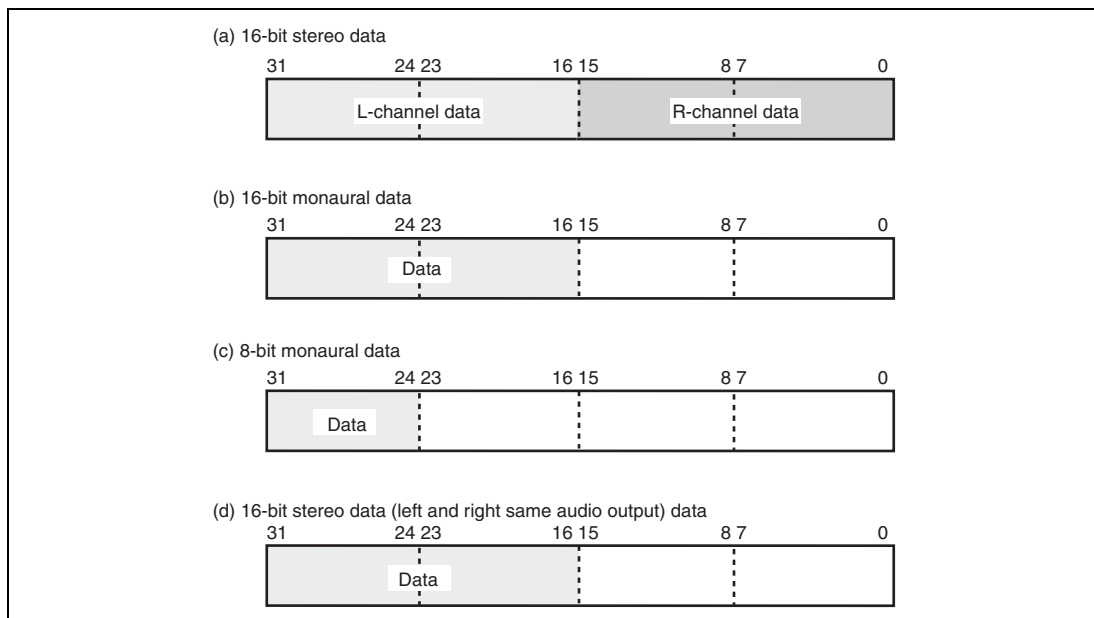 (a) 16-bit stereo data
31 24 23 16 15 8 7 0
L-channel data R-channel data
(b) 16-bit monaural data
31 24 23 16 15 8 7 0
Data
(c) 8-bit monaural data
31 24 23 16 15 8 7 0
Data
(d) 16-bit stereo data (left and right same audio output) data
31 24 23 16 15 8 7 0
Data